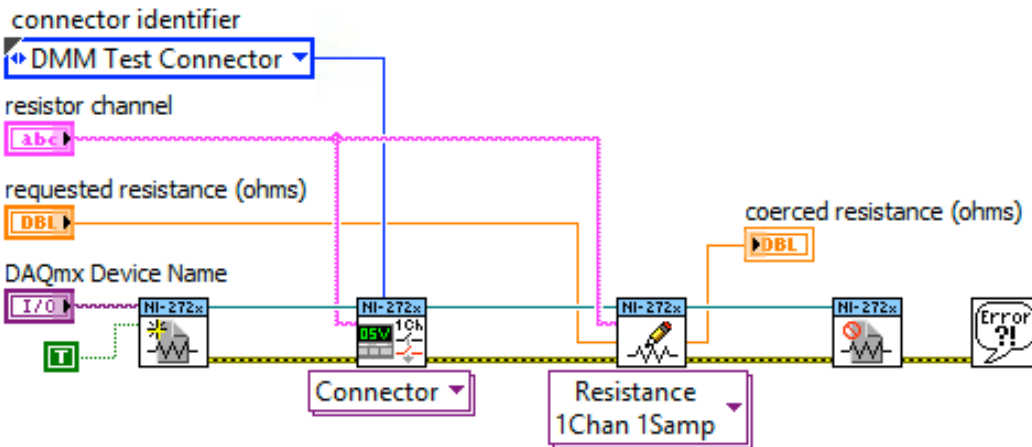 connector identifier
DMM Test Connector
resistor channel
abc
requested resistance (ohms)
DBL
coerced resistance (ohms)
DBL
DAQmx Device Name
I/O
NI-272x
NI-272x
NI-272x
NI-272x
T
05V
1Ch
Error
?!
Connector
Resistance
1Chan 1Samp